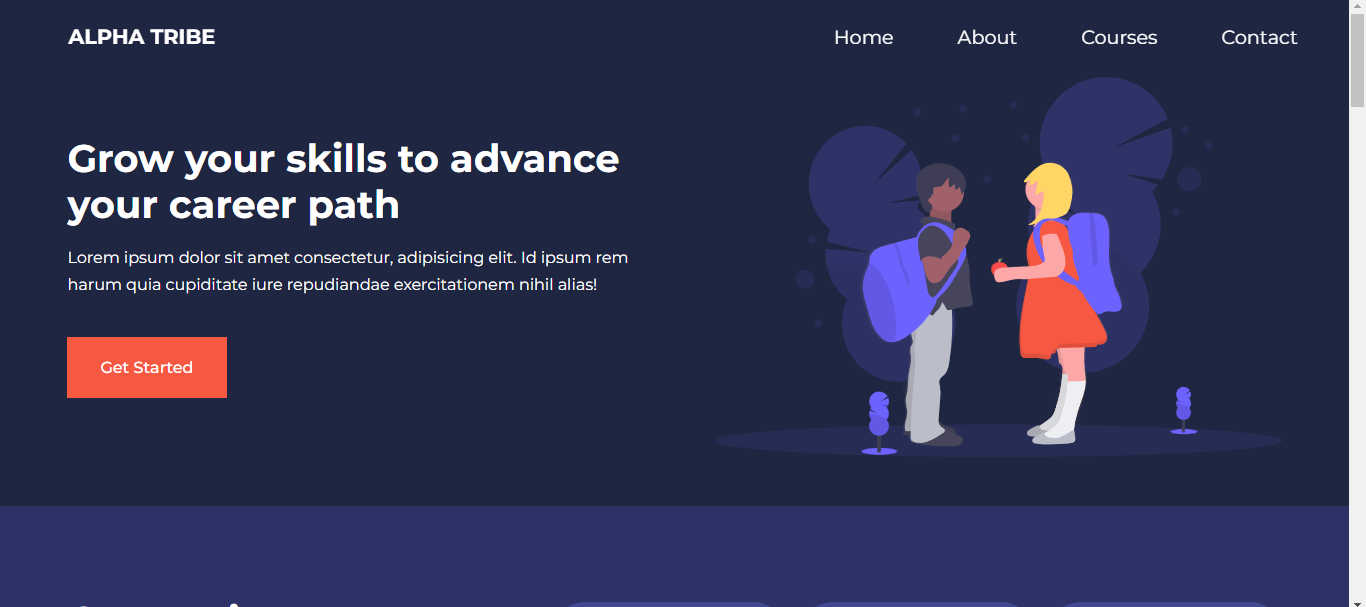 ALPHA TRIBE
Home About Courses Contact
Grow your skills to advance
your career path
Lorem ipsum dolor sit amet consectetur, adipisicing elit. Id ipsum rem
harum quia cupiditate iure repudiandae exercitationem nihil alias!
Get Started